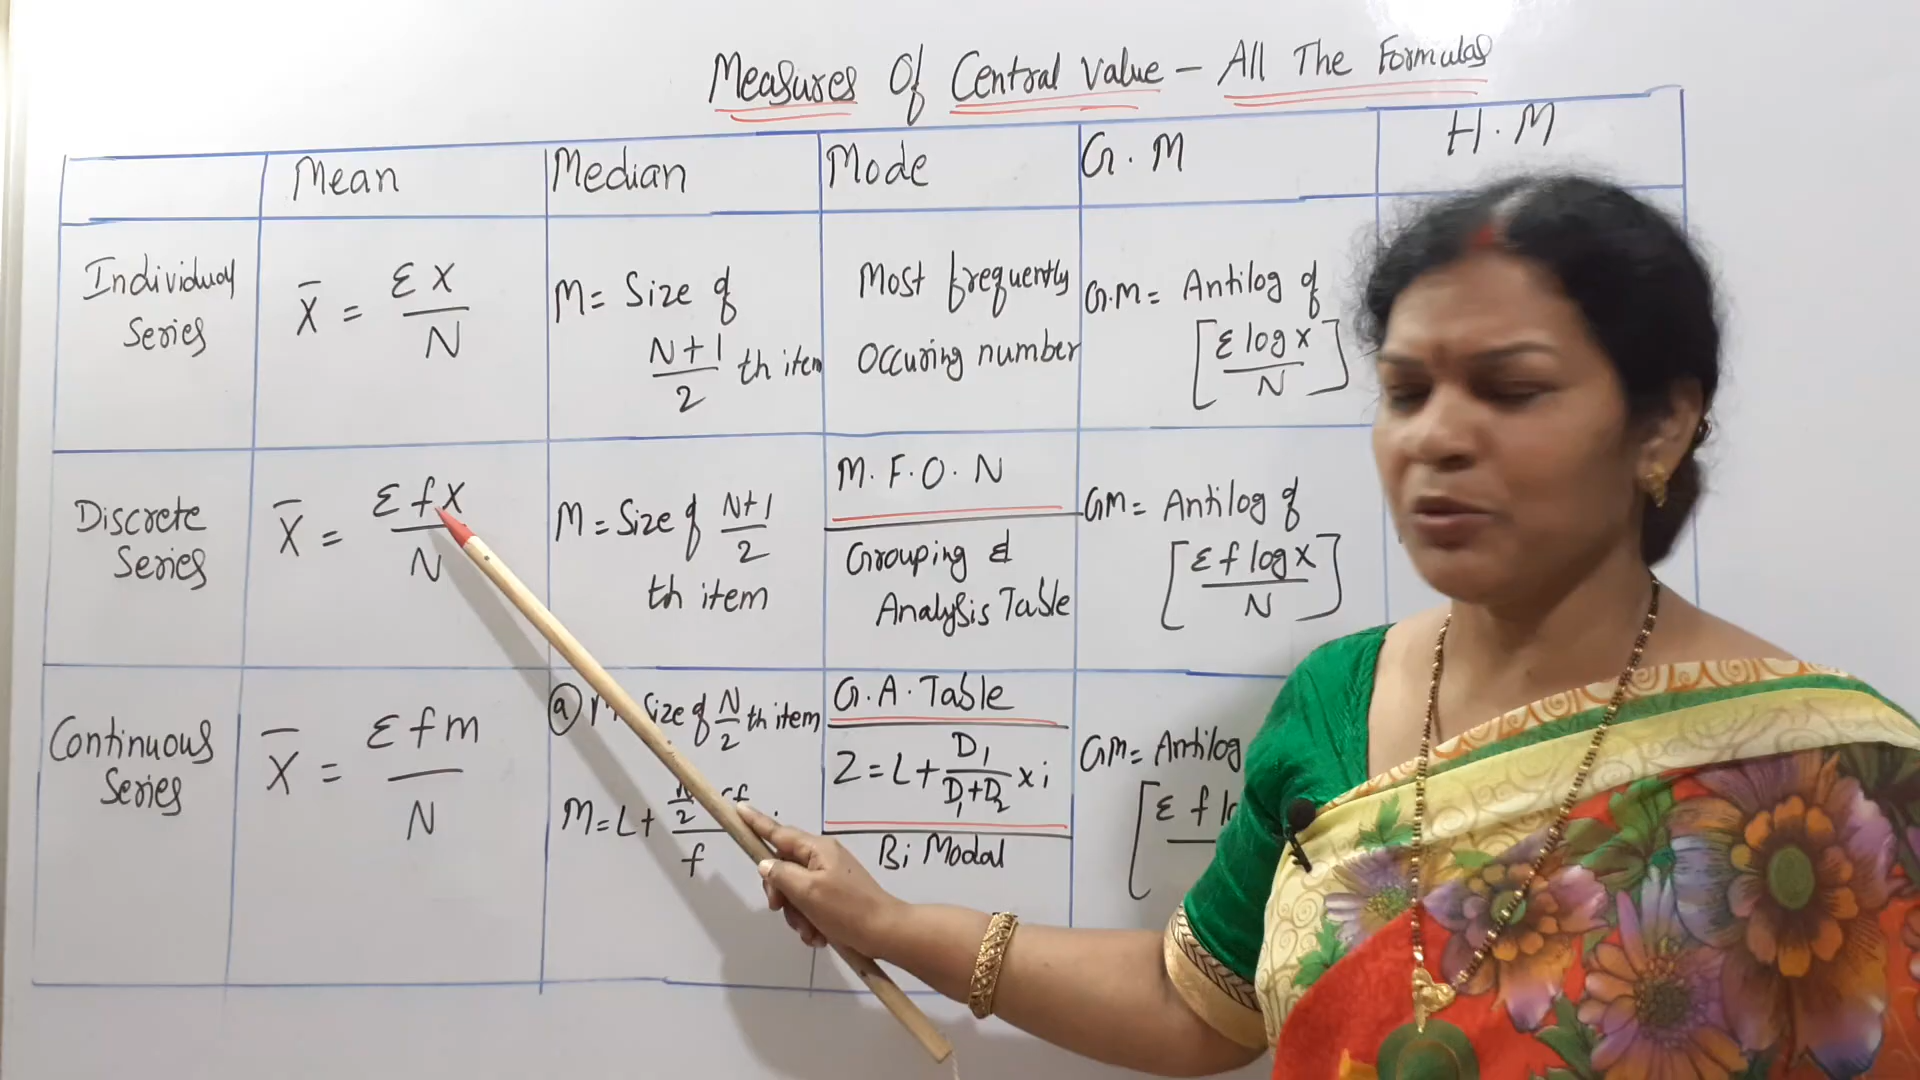 Measures Of Central Value - All The Formulas
Mean
Median
Mode
G.M
H.M
Individual
Series
X̄ = ΣX
N
M = Size of
N+1
2
th item
Most frequently
Occuring number
G.M = Antilog of
[Σ log x
N]
Discrete
Series
X̄ = ΣfX
N
M = Size of N+1
2
th item
M.F.O.N
Grouping &
Analysis Table
GM = Antilog of
[Σ f log x
N]
Continuous
Series
X̄ = Σfm
N
(a) Size of N/2 th item
M = L + N/2 cf
f
G.A. Table
Z = L + D₁
D₁+D₂ x i
Bi Modal
GM = Antilog
[Σ f